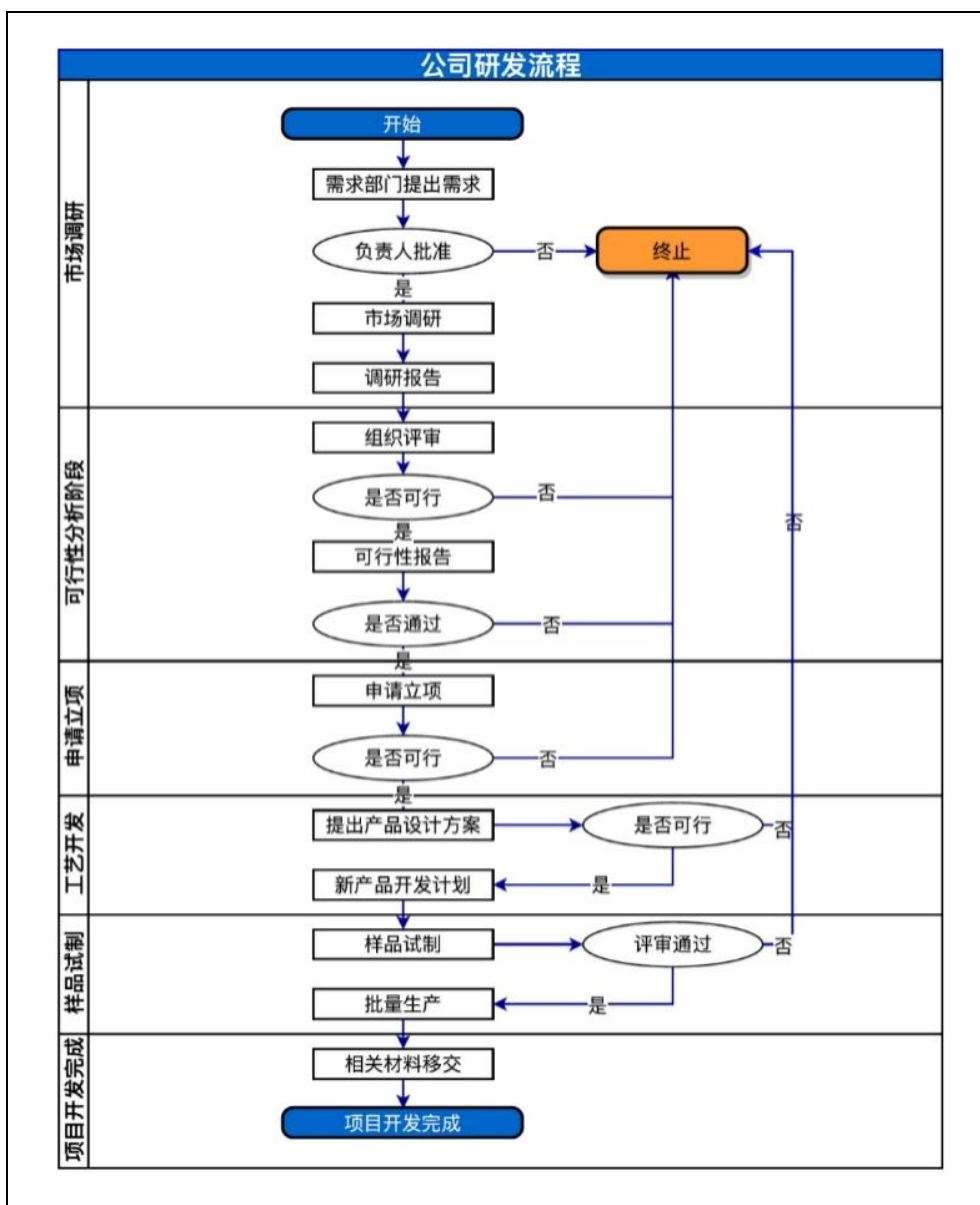 公司研发流程
市场调研
开始
需求部门提出需求
负责人批准
否
终止
是
市场调研
调研报告
可行性分析阶段
组织评审
是否可行
否
否
是
可行性报告
是否通过
否
是
申请立项
申请立项
是否可行
否
是
工艺开发
提出产品设计方案
是否可行
否
新产品开发计划
是
样品试制
样品试制
评审通过
否
批量生产
是
项目开发完成
相关材料移交
项目开发完成